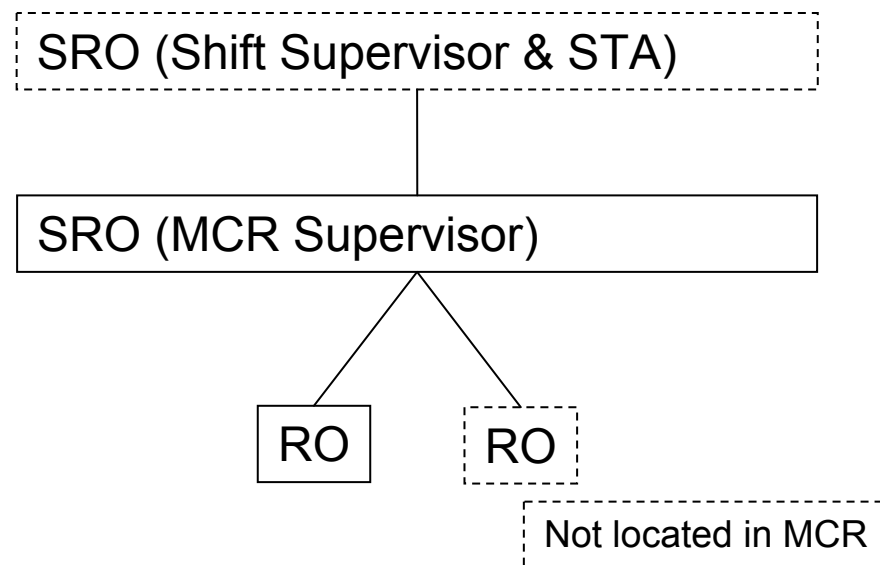 SRO (Shift Supervisor & STA)
SRO (MCR Supervisor)
RO
RO
Not located in MCR